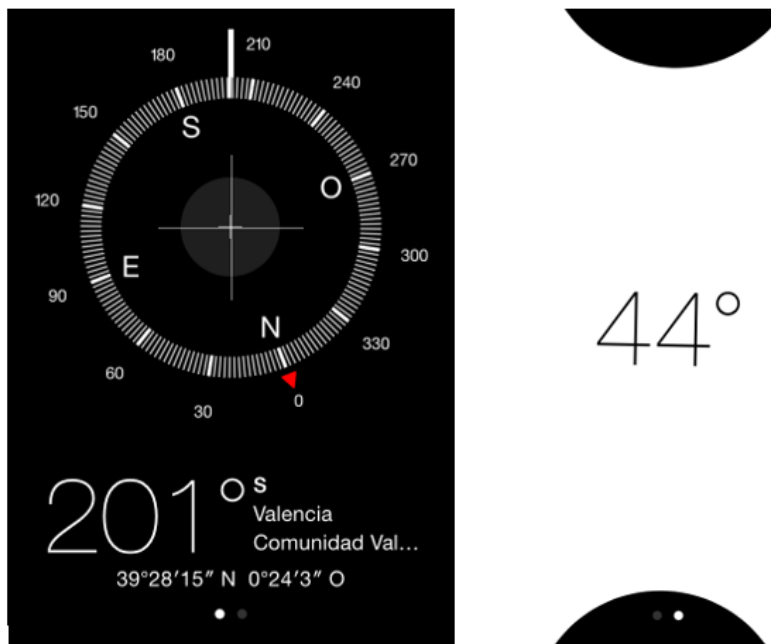 210
180
240
150
S
270
O
120
300
E
90
N
330
60
0
30
201° S
Valencia
Comunidad Val...
39°28′15″ N 0°24′3″ O
44°